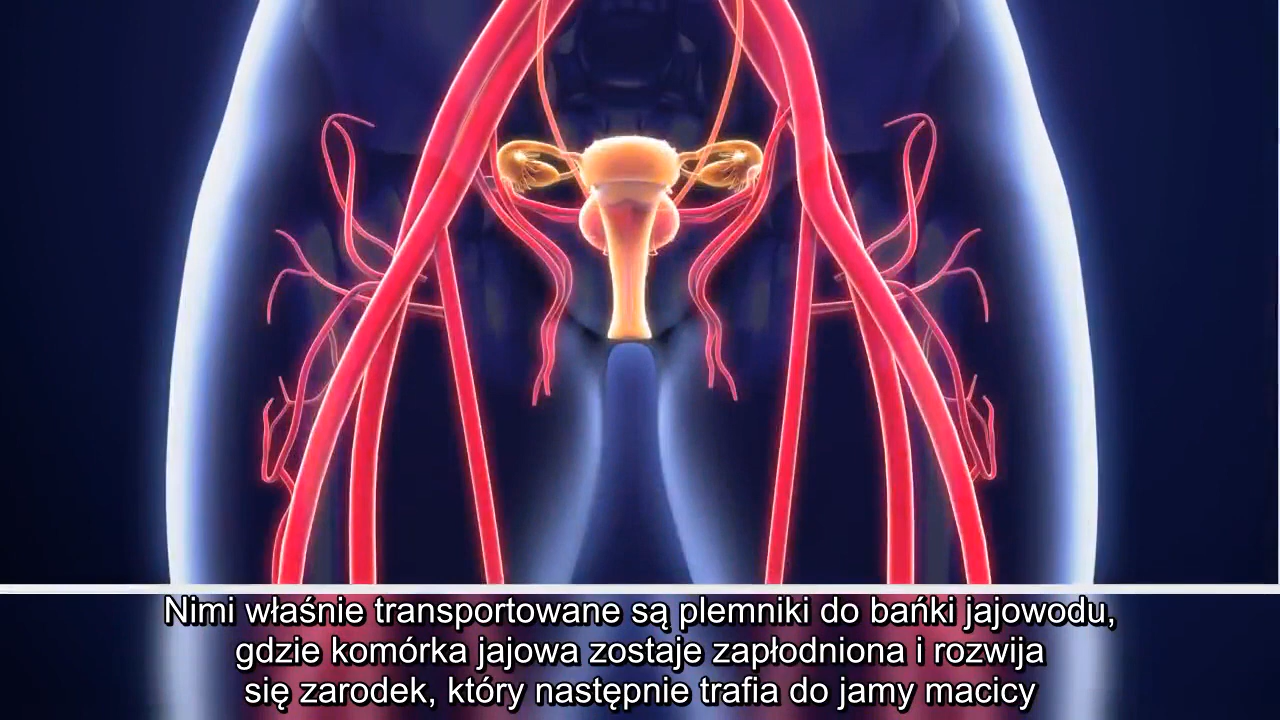 Nimi właśnie transportowane są plemniki do bańki jajowodu,
gdzie komórka jajowa zostaje zapłodniona i rozwija
się zarodek, który następnie trafia do jamy macicy